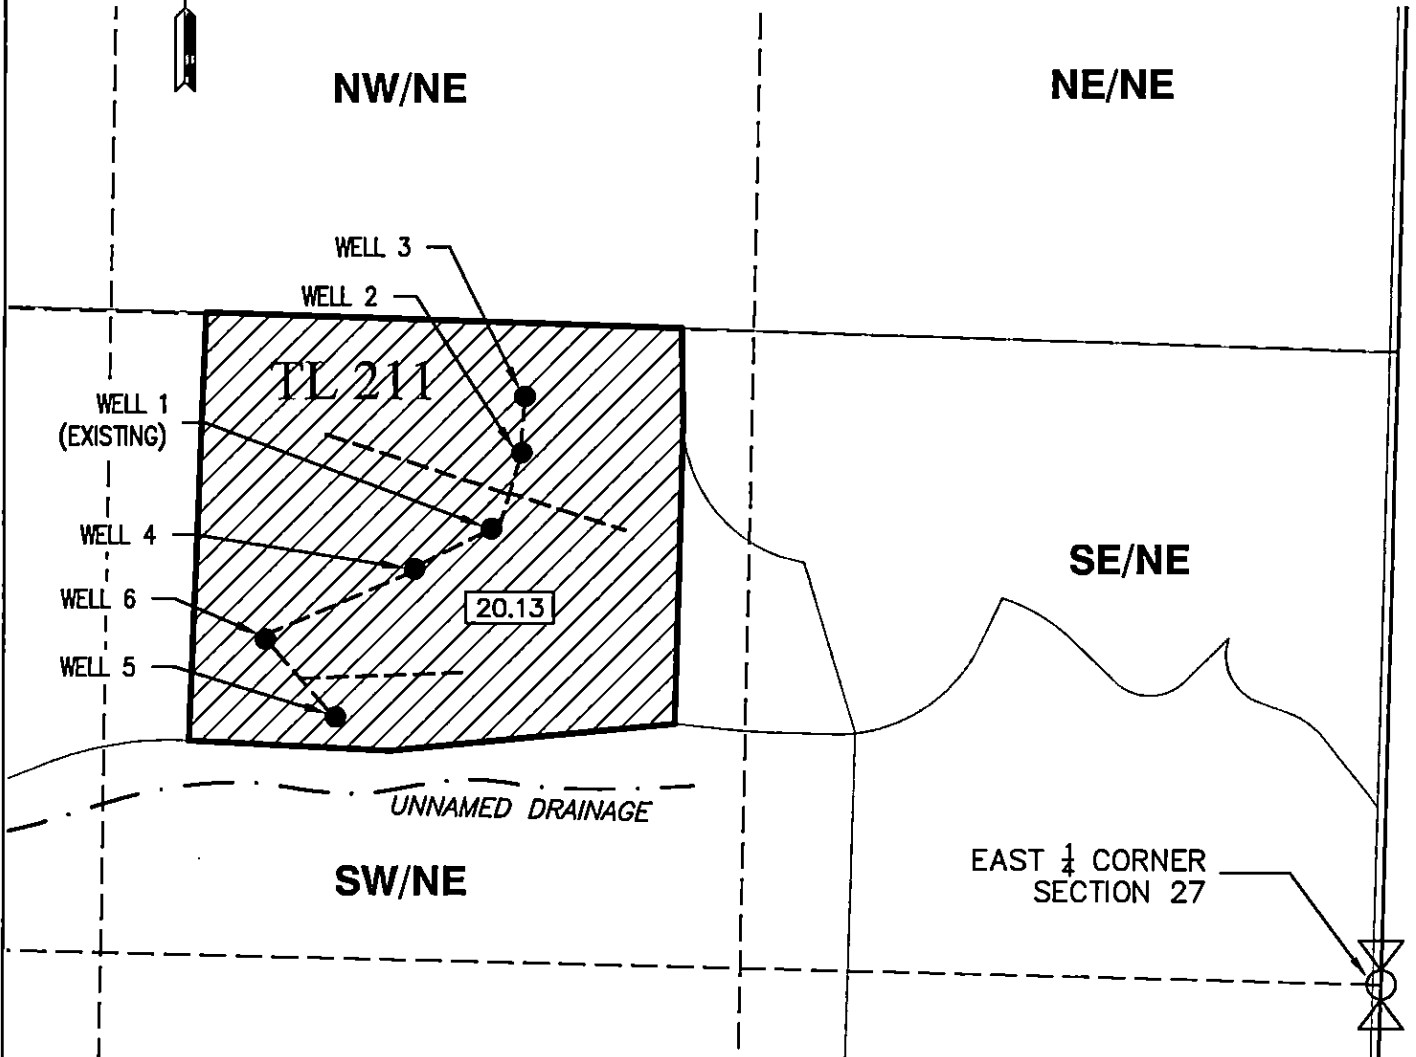 NW/NE
NE/NE
WELL 3
WELL 2
TL 211
WELL 1
(EXISTING)
WELL 4
SE/NE
WELL 6
20.13
WELL 5
UNNAMED DRAINAGE
EAST 1/4 CORNER
SECTION 27
SW/NE